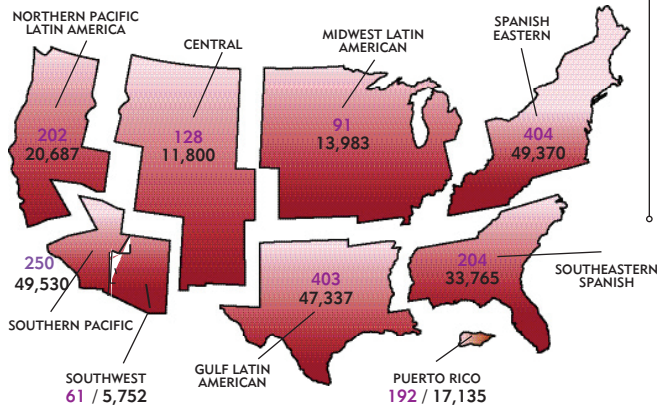 NORTHERN PACIFIC
LATIN AMERICA
202
20,687
CENTRAL
128
11,800
MIDWEST LATIN
AMERICAN
91
13,983
SPANISH
EASTERN
404
49,370
250
49,530
SOUTHERN PACIFIC
SOUTHWEST
61 / 5,752
403
47,337
GULF LATIN
AMERICAN
204
33,765
SOUTHEASTERN
SPANISH
PUERTO RICO
192 / 17,135